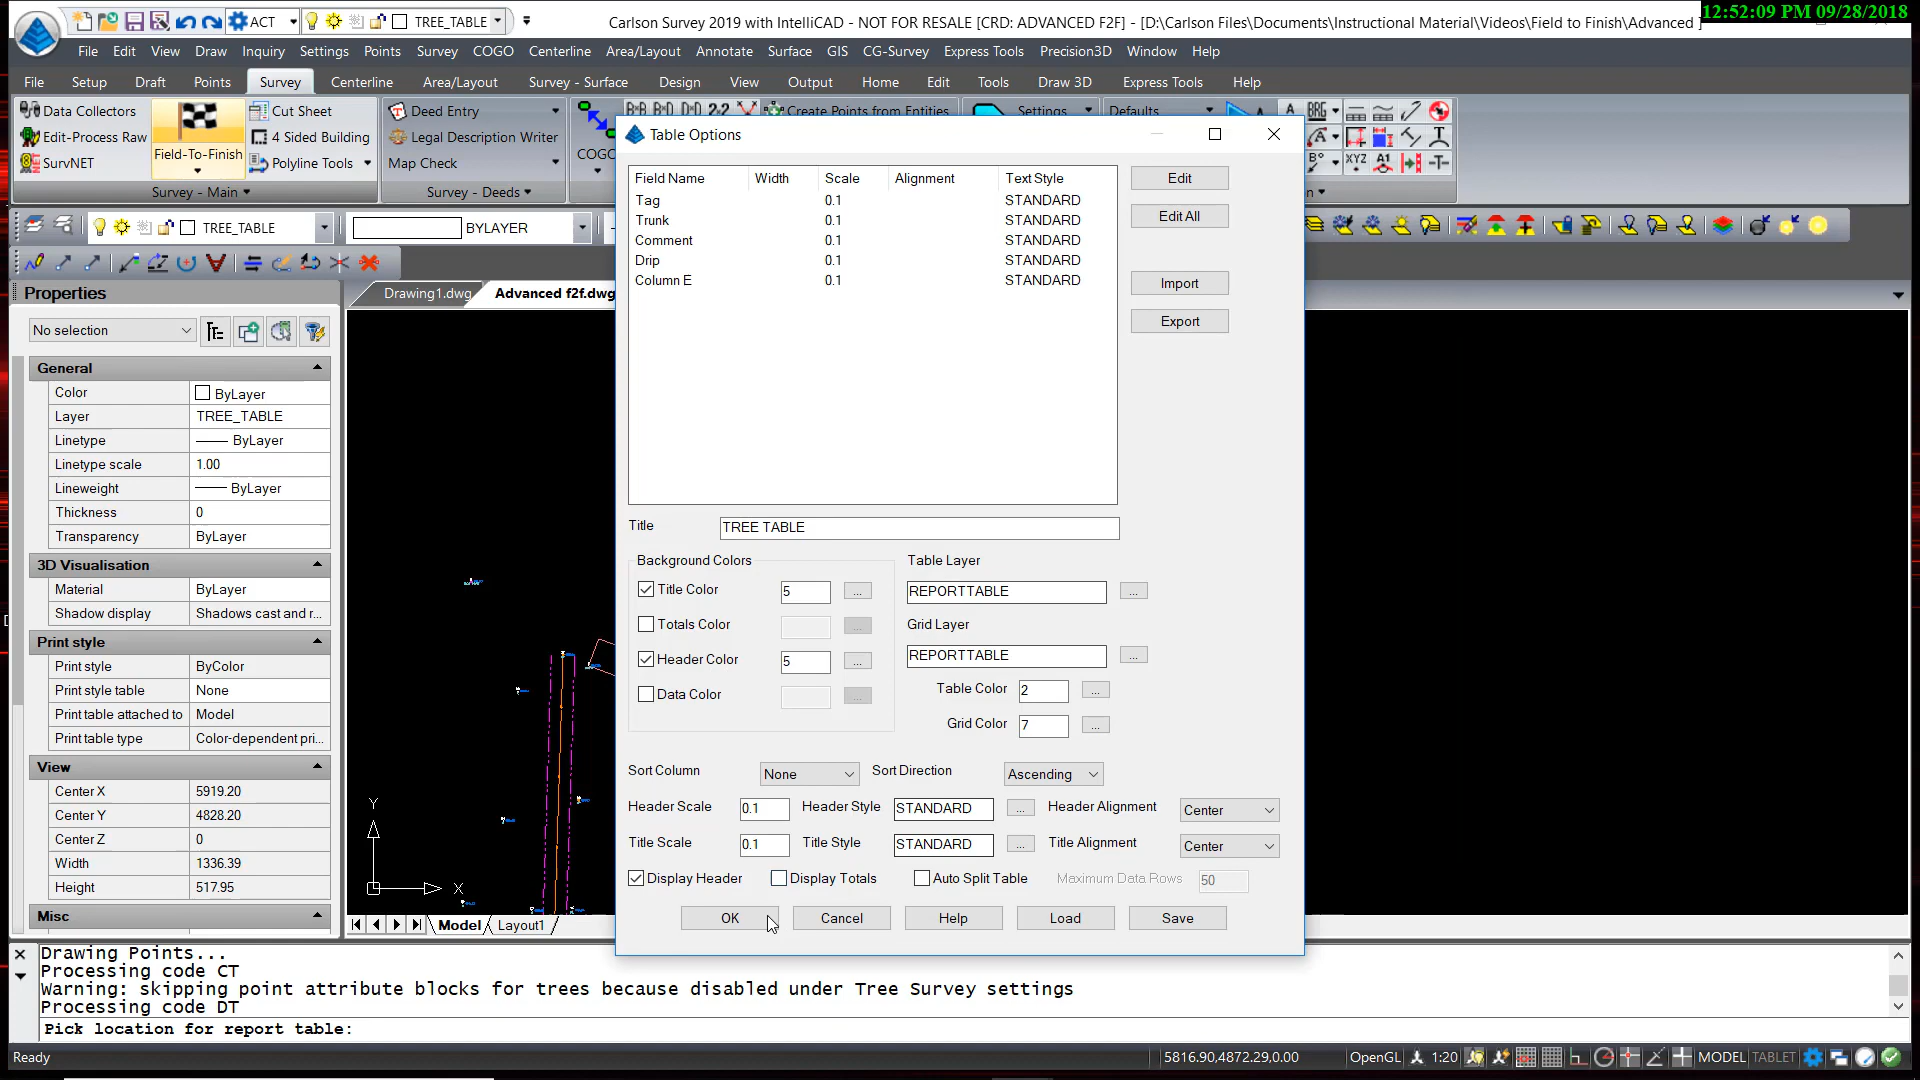 12:52:09 PM 09/28/2018
ACT
TREE_TABLE
Carlson Survey 2019 with IntelliCAD - NOT FOR RESALE [CRD: ADVANCED F2F] - [D:\Carlson Files\Documents\Instructional Material\Videos\Field to Finish\Advanced ]
File Edit View Draw Inquiry Settings Points Survey COGO Centerline Area/Layout Annotate Surface GIS CG-Survey Express Tools Precision3D Window Help
File Setup Draft Points Survey Centerline Area/Layout Survey - Surface Design View Output Home Edit Tools Draw 3D Express Tools Help
Data Collectors
Edit-Process Raw
SurvNET
Field-To-Finish
Cut Sheet
4 Sided Building
Polyline Tools
Survey - Main
Deed Entry
Legal Description Writer
Map Check
Survey - Deeds
COGO
Create Points from Entities
Settings
Defaults
TREE_TABLE
BYLAYER
Properties
No selection
General
Color ByLayer
Layer TREE_TABLE
Linetype ByLayer
Linetype scale 1.00
Lineweight ByLayer
Thickness 0
Transparency ByLayer
3D Visualisation
Material ByLayer
Shadow display Shadows cast and r...
Print style
Print style ByColor
Print style table None
Print table attached to Model
Print table type Color-dependent pri...
View
Center X 5919.20
Center Y 4828.20
Center Z 0
Width 1336.39
Height 517.95
Misc
Drawing1.dwg
Advanced f2f.dwg
Y
X
Model Layout1
Table Options
Field Name Width Scale Alignment Text Style
Tag 0.1 STANDARD
Trunk 0.1 STANDARD
Comment 0.1 STANDARD
Drip 0.1 STANDARD
Column E 0.1 STANDARD
Edit
Edit All
Import
Export
Title TREE TABLE
Background Colors
Title Color 5 ...
Totals Color ...
Header Color 5 ...
Data Color ...
Table Layer
REPORTTABLE ...
Grid Layer
REPORTTABLE ...
Table Color 2 ...
Grid Color 7 ...
Sort Column None Sort Direction Ascending
Header Scale 0.1 Header Style STANDARD ... Header Alignment Center
Title Scale 0.1 Title Style STANDARD ... Title Alignment Center
Display Header Display Totals Auto Split Table Maximum Data Rows 50
OK Cancel Help Load Save
Drawing Points...
Processing code CT
Warning: skipping point attribute blocks for trees because disabled under Tree Survey settings
Processing code DT
Pick location for report table:
Ready
5816.90,4872.29,0.00 OpenGL 1:20 MODEL TABLET